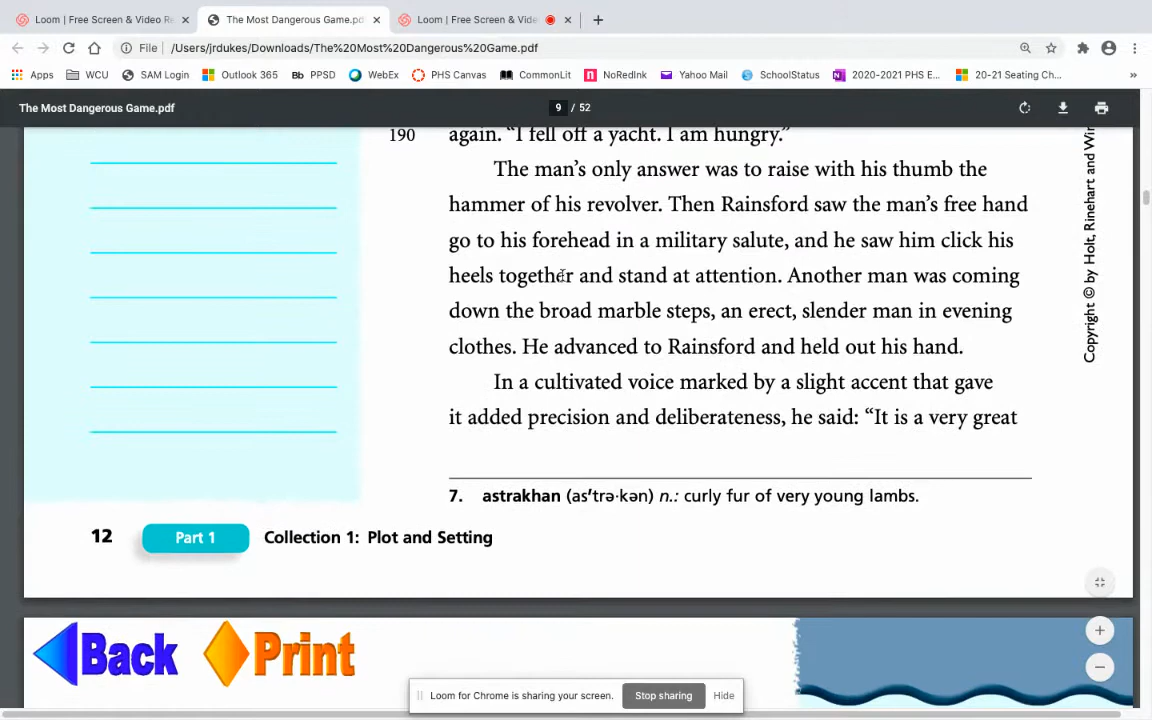 Loom | Free Screen & Video Re
The Most Dangerous Game.pd
Loom | Free Screen & Vide
File
/Users/jrdukes/Downloads/The%20Most%20Dangerous%20Game.pdf
Apps
WCU
SAM Login
Outlook 365
Bb PPSD
WebEx
PHS Canvas
CommonLit
NoRedInk
Yahoo Mail
SchoolStatus
2020-2021 PHS E...
20-21 Seating Ch...
»
The Most Dangerous Game.pdf
9 / 52
190 again. “I fell off a yacht. I am hungry.”
The man’s only answer was to raise with his thumb the
hammer of his revolver. Then Rainsford saw the man’s free hand
go to his forehead in a military salute, and he saw him click his
heels together and stand at attention. Another man was coming
down the broad marble steps, an erect, slender man in evening
clothes. He advanced to Rainsford and held out his hand.
In a cultivated voice marked by a slight accent that gave
it added precision and deliberateness, he said: “It is a very great
Copyright © by Holt, Rinehart and Win
7. astrakhan (as′trə·kən) n.: curly fur of very young lambs.
12 Part 1 Collection 1: Plot and Setting
Back
Print
Loom for Chrome is sharing your screen.
Stop sharing
Hide